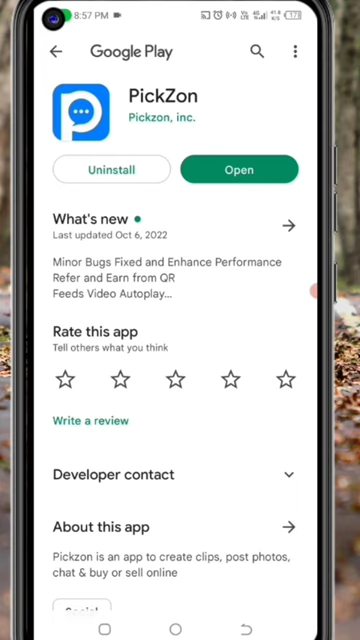 8:57 PM
Google Play
PickZon
Pickzon, inc.
Uninstall
Open
What's new
Last updated Oct 6, 2022
Minor Bugs Fixed and Enhance Performance
Refer and Earn from QR
Feeds Video Autoplay...
Rate this app
Tell others what you think
Write a review
Developer contact
About this app
Pickzon is an app to create clips, post photos,
chat & buy or sell online
Social